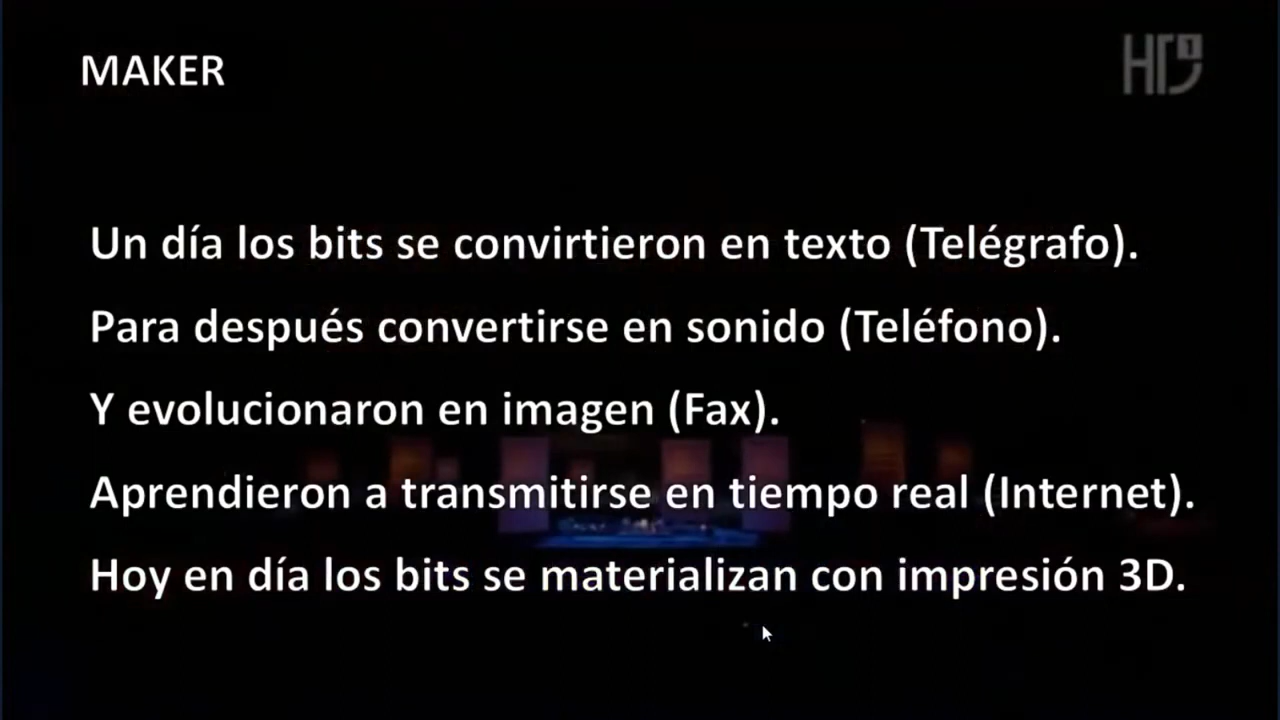 MAKER
Un día los bits se convirtieron en texto (Telégrafo).
Para después convertirse en sonido (Teléfono).
Y evolucionaron en imagen (Fax).
Aprendieron a transmitirse en tiempo real (Internet).
Hoy en día los bits se materializan con impresión 3D.